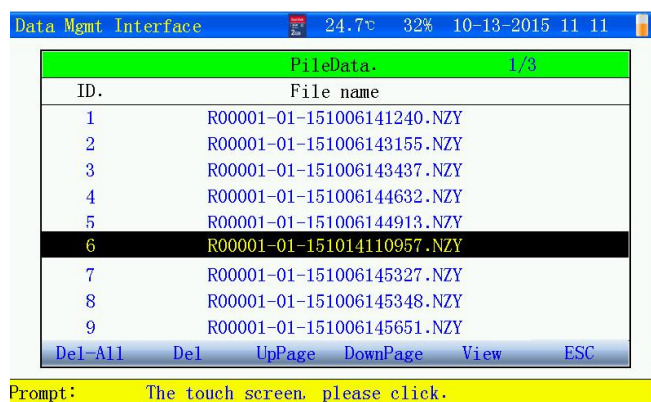 Data Mgmt Interface 24.7℃ 32% 10-13-2015 11 11
PileData. 1/3
ID. File name
1 R00001-01-151006141240.NZY
2 R00001-01-151006143155.NZY
3 R00001-01-151006143437.NZY
4 R00001-01-151006144632.NZY
5 R00001-01-151006144913.NZY
6 R00001-01-151014110957.NZY
7 R00001-01-151006145327.NZY
8 R00001-01-151006145348.NZY
9 R00001-01-151006145651.NZY
Del-All Del UpPage DownPage View ESC
Prompt: The touch screen, please click.